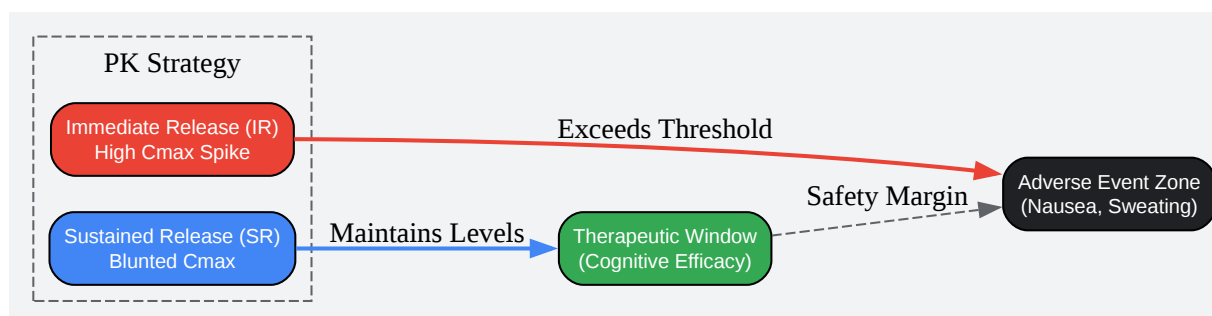 PK Strategy
Immediate Release (IR)
High Cmax Spike
Exceeds Threshold
Adverse Event Zone
(Nausea, Sweating)
Safety Margin
Sustained Release (SR)
Blunted Cmax
Maintains Levels
Therapeutic Window
(Cognitive Efficacy)